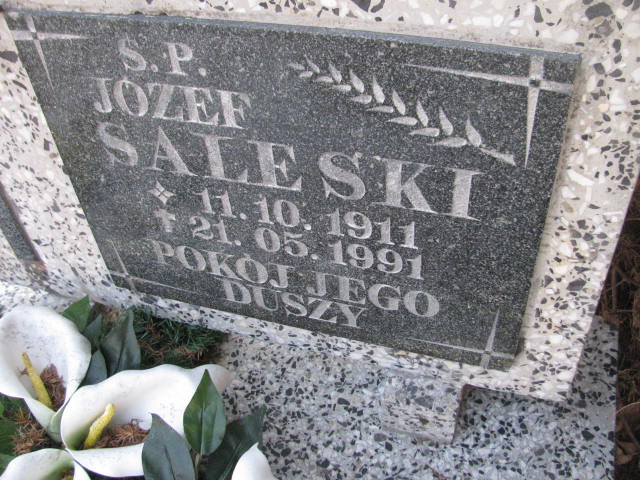 Ś.P.
JÓZEF
SALESKI
11.10.1911
✝ 21.05.1991
POKÓJ JEGO
DUSZY